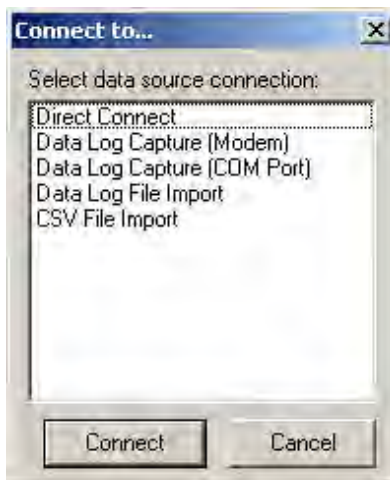 Connect to...
Select data source connection:
Direct Connect
Data Log Capture (Modem)
Data Log Capture (COM Port)
Data Log File Import
CSV File Import
Connect Cancel